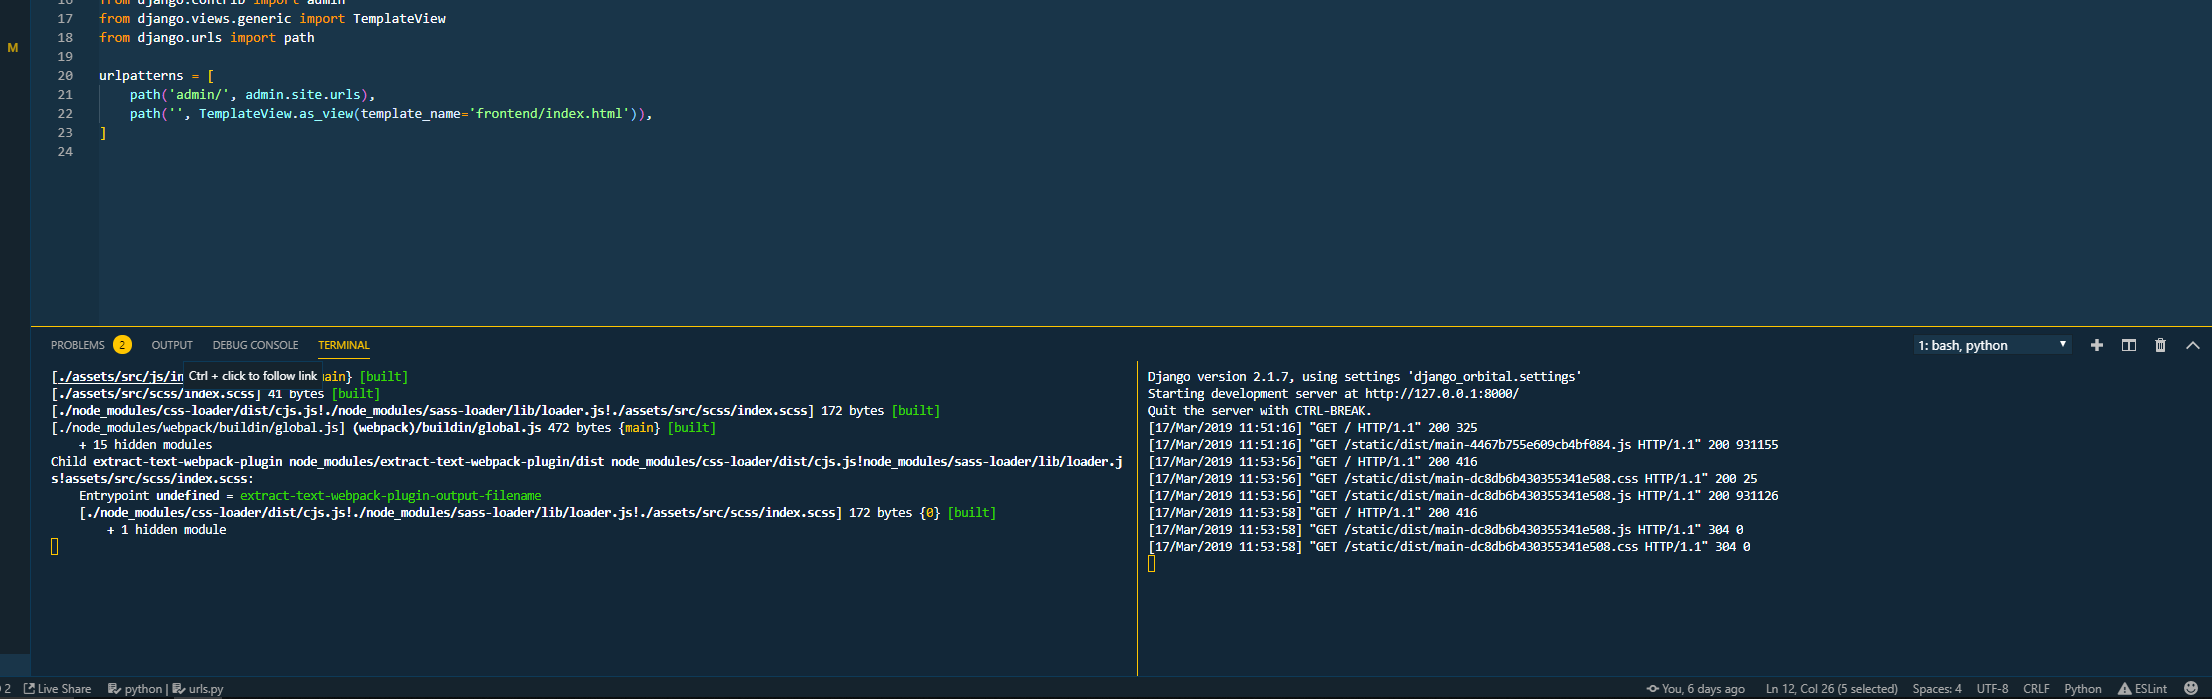 16 from django.contrib import admin
17 from django.views.generic import TemplateView
M
18 from django.urls import path
19
20 urlpatterns = [
21 path('admin/', admin.site.urls),
22 path('', TemplateView.as_view(template_name='frontend/index.html')),
23 ]
24
PROBLEMS 2 OUTPUT DEBUG CONSOLE TERMINAL 1: bash, python
[./assets/src/js/in Ctrl + click to follow link ain} [built]
[./assets/src/scss/index.scss] 41 bytes [built]
[./node_modules/css-loader/dist/cjs.js!./node_modules/sass-loader/lib/loader.js!./assets/src/scss/index.scss] 172 bytes [built]
[./node_modules/webpack/buildin/global.js] (webpack)/buildin/global.js 472 bytes {main} [built]
+ 15 hidden modules
Child extract-text-webpack-plugin node_modules/extract-text-webpack-plugin/dist node_modules/css-loader/dist/cjs.js!node_modules/sass-loader/lib/loader.j
s!assets/src/scss/index.scss:
Entrypoint undefined = extract-text-webpack-plugin-output-filename
[./node_modules/css-loader/dist/cjs.js!./node_modules/sass-loader/lib/loader.js!./assets/src/scss/index.scss] 172 bytes {0} [built]
+ 1 hidden module
Django version 2.1.7, using settings 'django_orbital.settings'
Starting development server at http://127.0.0.1:8000/
Quit the server with CTRL-BREAK.
[17/Mar/2019 11:51:16] "GET / HTTP/1.1" 200 325
[17/Mar/2019 11:51:16] "GET /static/dist/main-4467b755e609cb4bf084.js HTTP/1.1" 200 931155
[17/Mar/2019 11:53:56] "GET / HTTP/1.1" 200 416
[17/Mar/2019 11:53:56] "GET /static/dist/main-dc8db6b430355341e508.css HTTP/1.1" 200 25
[17/Mar/2019 11:53:56] "GET /static/dist/main-dc8db6b430355341e508.js HTTP/1.1" 200 931126
[17/Mar/2019 11:53:58] "GET / HTTP/1.1" 200 416
[17/Mar/2019 11:53:58] "GET /static/dist/main-dc8db6b430355341e508.js HTTP/1.1" 304 0
[17/Mar/2019 11:53:58] "GET /static/dist/main-dc8db6b430355341e508.css HTTP/1.1" 304 0
2 Live Share python | urls.py You, 6 days ago Ln 12, Col 26 (5 selected) Spaces: 4 UTF-8 CRLF Python ESLint